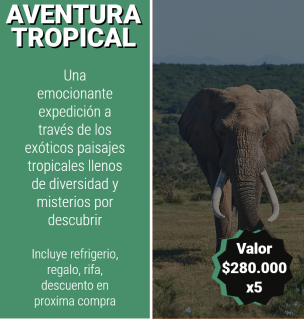 AVENTURA
TROPICAL
Una
emocionante
expedición a
través de los
exóticos paisajes
tropicales llenos
de diversidad y
misterios por
descubrir
Incluye refrigerio,
regalo, rifa,
descuento en
proxima compra
Valor
$280.000
x5